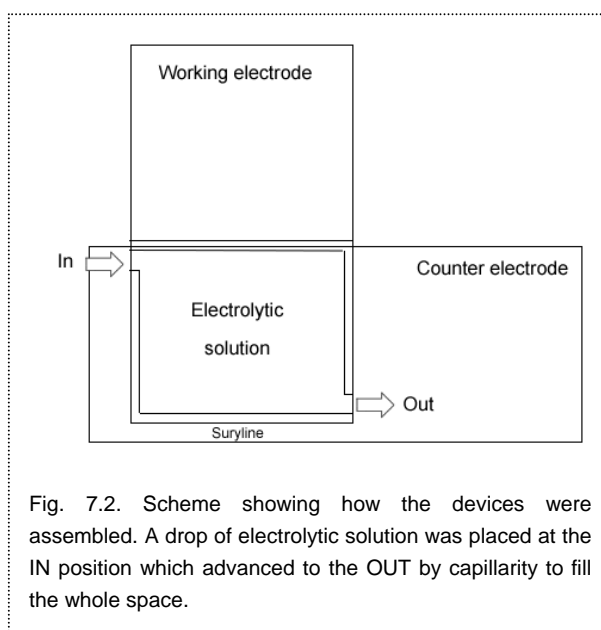 Working electrode
In
Counter electrode
Electrolytic
solution
Out
Suryline
Fig. 7.2. Scheme showing how the devices were
assembled. A drop of electrolytic solution was placed at the
IN position which advanced to the OUT by capillarity to fill
the whole space.